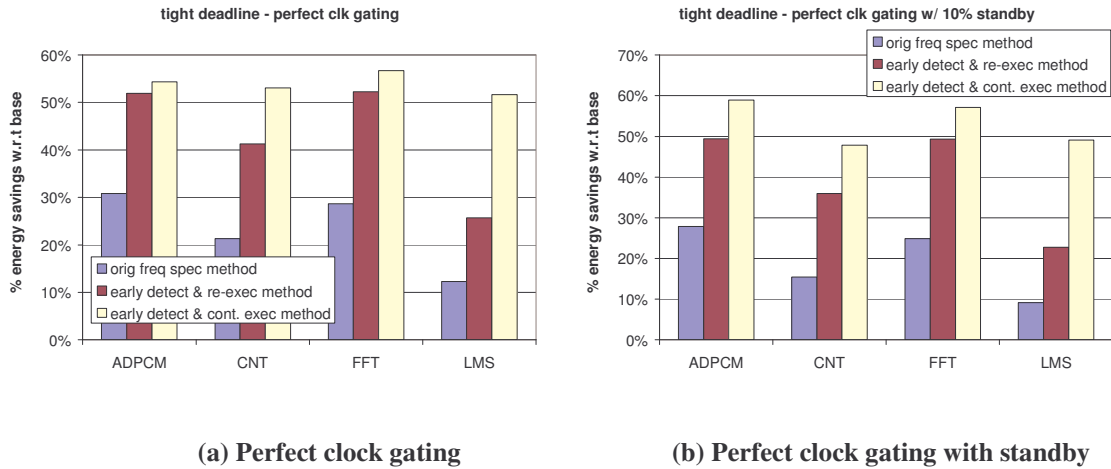 tight deadline - perfect clk gating
% energy savings w.r.t base
60%
50%
40%
30%
20%
10%
0%
orig freq spec method
early detect & re-exec method
early detect & cont. exec method
ADPCM CNT FFT LMS
(a) Perfect clock gating
tight deadline - perfect clk gating w/ 10% standby
% energy savings w.r.t base
70%
60%
50%
40%
30%
20%
10%
0%
orig freq spec method
early detect & re-exec method
early detect & cont. exec method
ADPCM CNT FFT LMS
(b) Perfect clock gating with standby